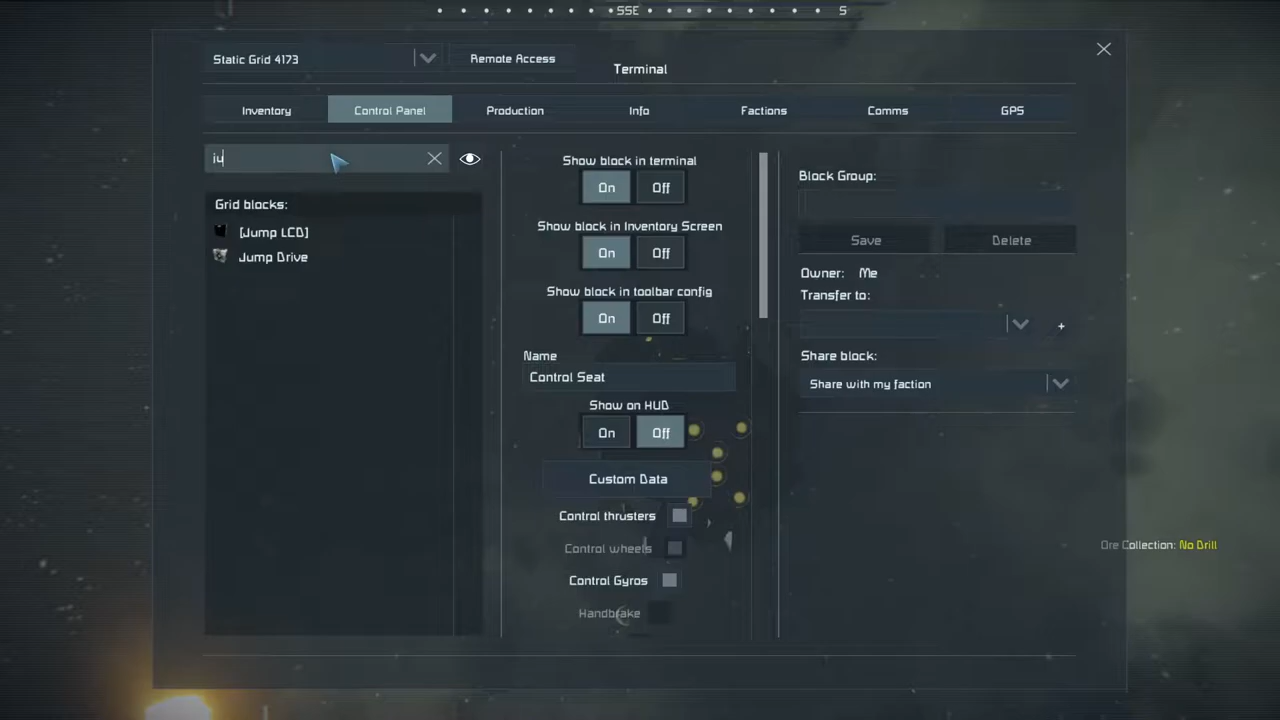 SSE S
Static Grid 4173
Remote Access
Terminal
Inventory
Control Panel
Production
Info
Factions
Comms
GPS
ju
Grid blocks:
[Jump LCD]
Jump Drive
Show block in terminal
On Off
Show block in Inventory Screen
On Off
Show block in toolbar config
On Off
Name
Control Seat
Show on HUD
On Off
Custom Data
Control thrusters
Control wheels
Control Gyros
Handbrake
Block Group:
Save
Delete
Owner: Me
Transfer to:
+
Share block:
Share with my faction
Ore Collection: No Drill